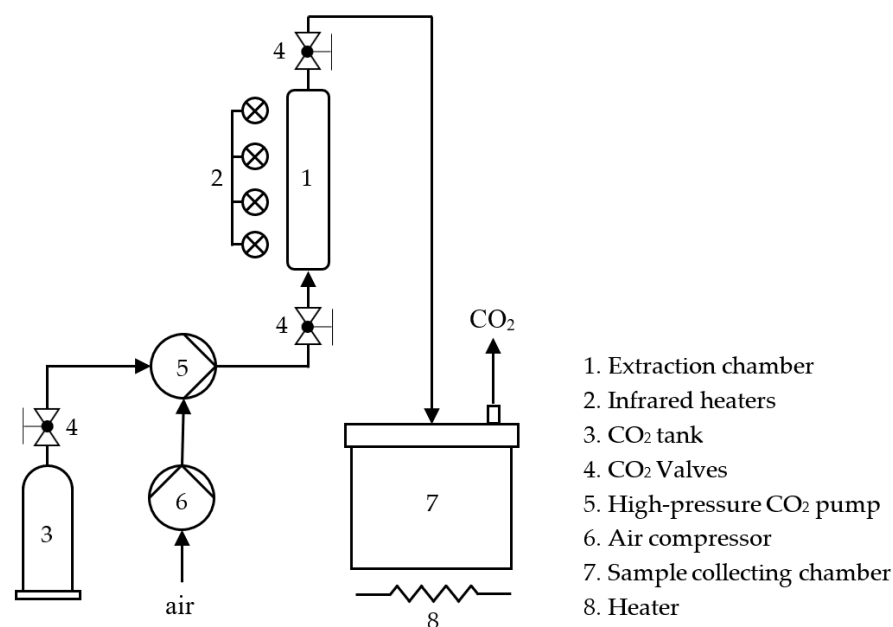 4
2
1
4
CO₂
5
4
3
6
7
air
8
1. Extraction chamber
2. Infrared heaters
3. CO₂ tank
4. CO₂ Valves
5. High-pressure CO₂ pump
6. Air compressor
7. Sample collecting chamber
8. Heater